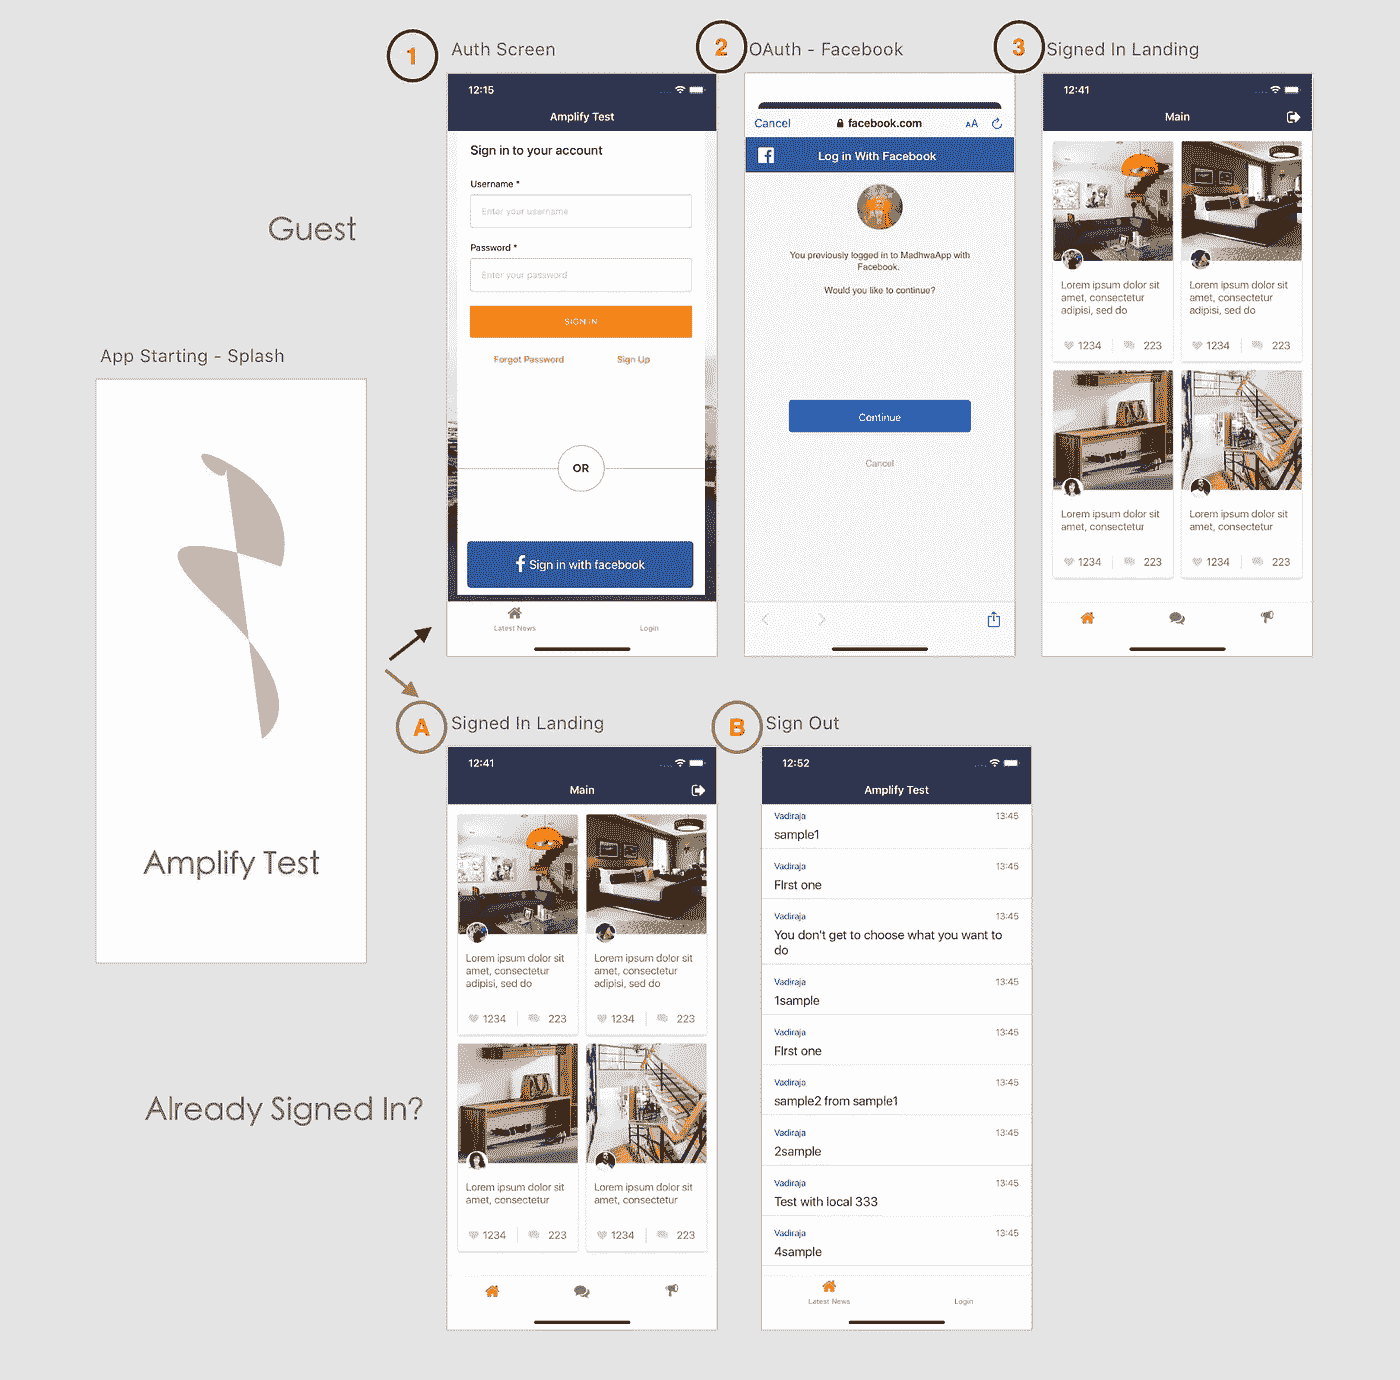 Guest
App Starting - Splash
Amplify Test
Already Signed In?
1
Auth Screen
12:15
Amplify Test
Sign in to your account
Username *
Enter your username
Password *
Enter your password
SIGN IN
Forgot Password
Sign Up
OR
Sign in with facebook
Latest News
Login
2
OAuth - Facebook
Cancel
facebook.com
AA
Log in With Facebook
You previously logged in to MadhwaApp with
Facebook.
Would you like to continue?
Continue
Cancel
3
Signed In Landing
12:41
Main
Lorem ipsum dolor sit
amet, consectetur
adipisi, sed do
1234
223
Lorem ipsum dolor sit
amet, consectetur
adipisi, sed do
1234
223
Lorem ipsum dolor sit
amet, consectetur
1234
223
Lorem ipsum dolor sit
amet, consectetur
1234
223
A
Signed In Landing
12:41
Main
Lorem ipsum dolor sit
amet, consectetur
adipisi, sed do
1234
223
Lorem ipsum dolor sit
amet, consectetur
adipisi, sed do
1234
223
Lorem ipsum dolor sit
amet, consectetur
1234
223
Lorem ipsum dolor sit
amet, consectetur
1234
223
B
Sign Out
12:52
Amplify Test
Vadiraja 13:45
sample1
Vadiraja 13:45
FIrst one
Vadiraja 13:45
You don't get to choose what you want to
do
Vadiraja 13:45
1sample
Vadiraja 13:45
FIrst one
Vadiraja 13:45
sample2 from sample1
Vadiraja 13:45
2sample
Vadiraja 13:45
Test with local 333
Vadiraja 13:45
4sample
Latest News
Login